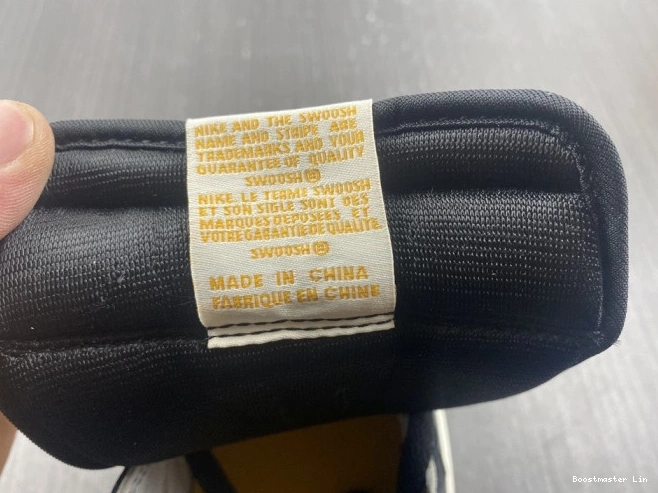 NIKE AND THE SWOOSH
NAME AND STRIPE ARE
TRADEMARKS AND YOUR
GUARANTEE OF QUALITY
SWOOSH®
NIKE LE TERME SWOOSH
ET SON SIGLE SONT DES
MARQUES DEPOSEES ET
VOTRE GARANTIE DE QUALITE
SWOOSH®
MADE IN CHINA
FABRIQUE EN CHINE
Boostmaster Lin